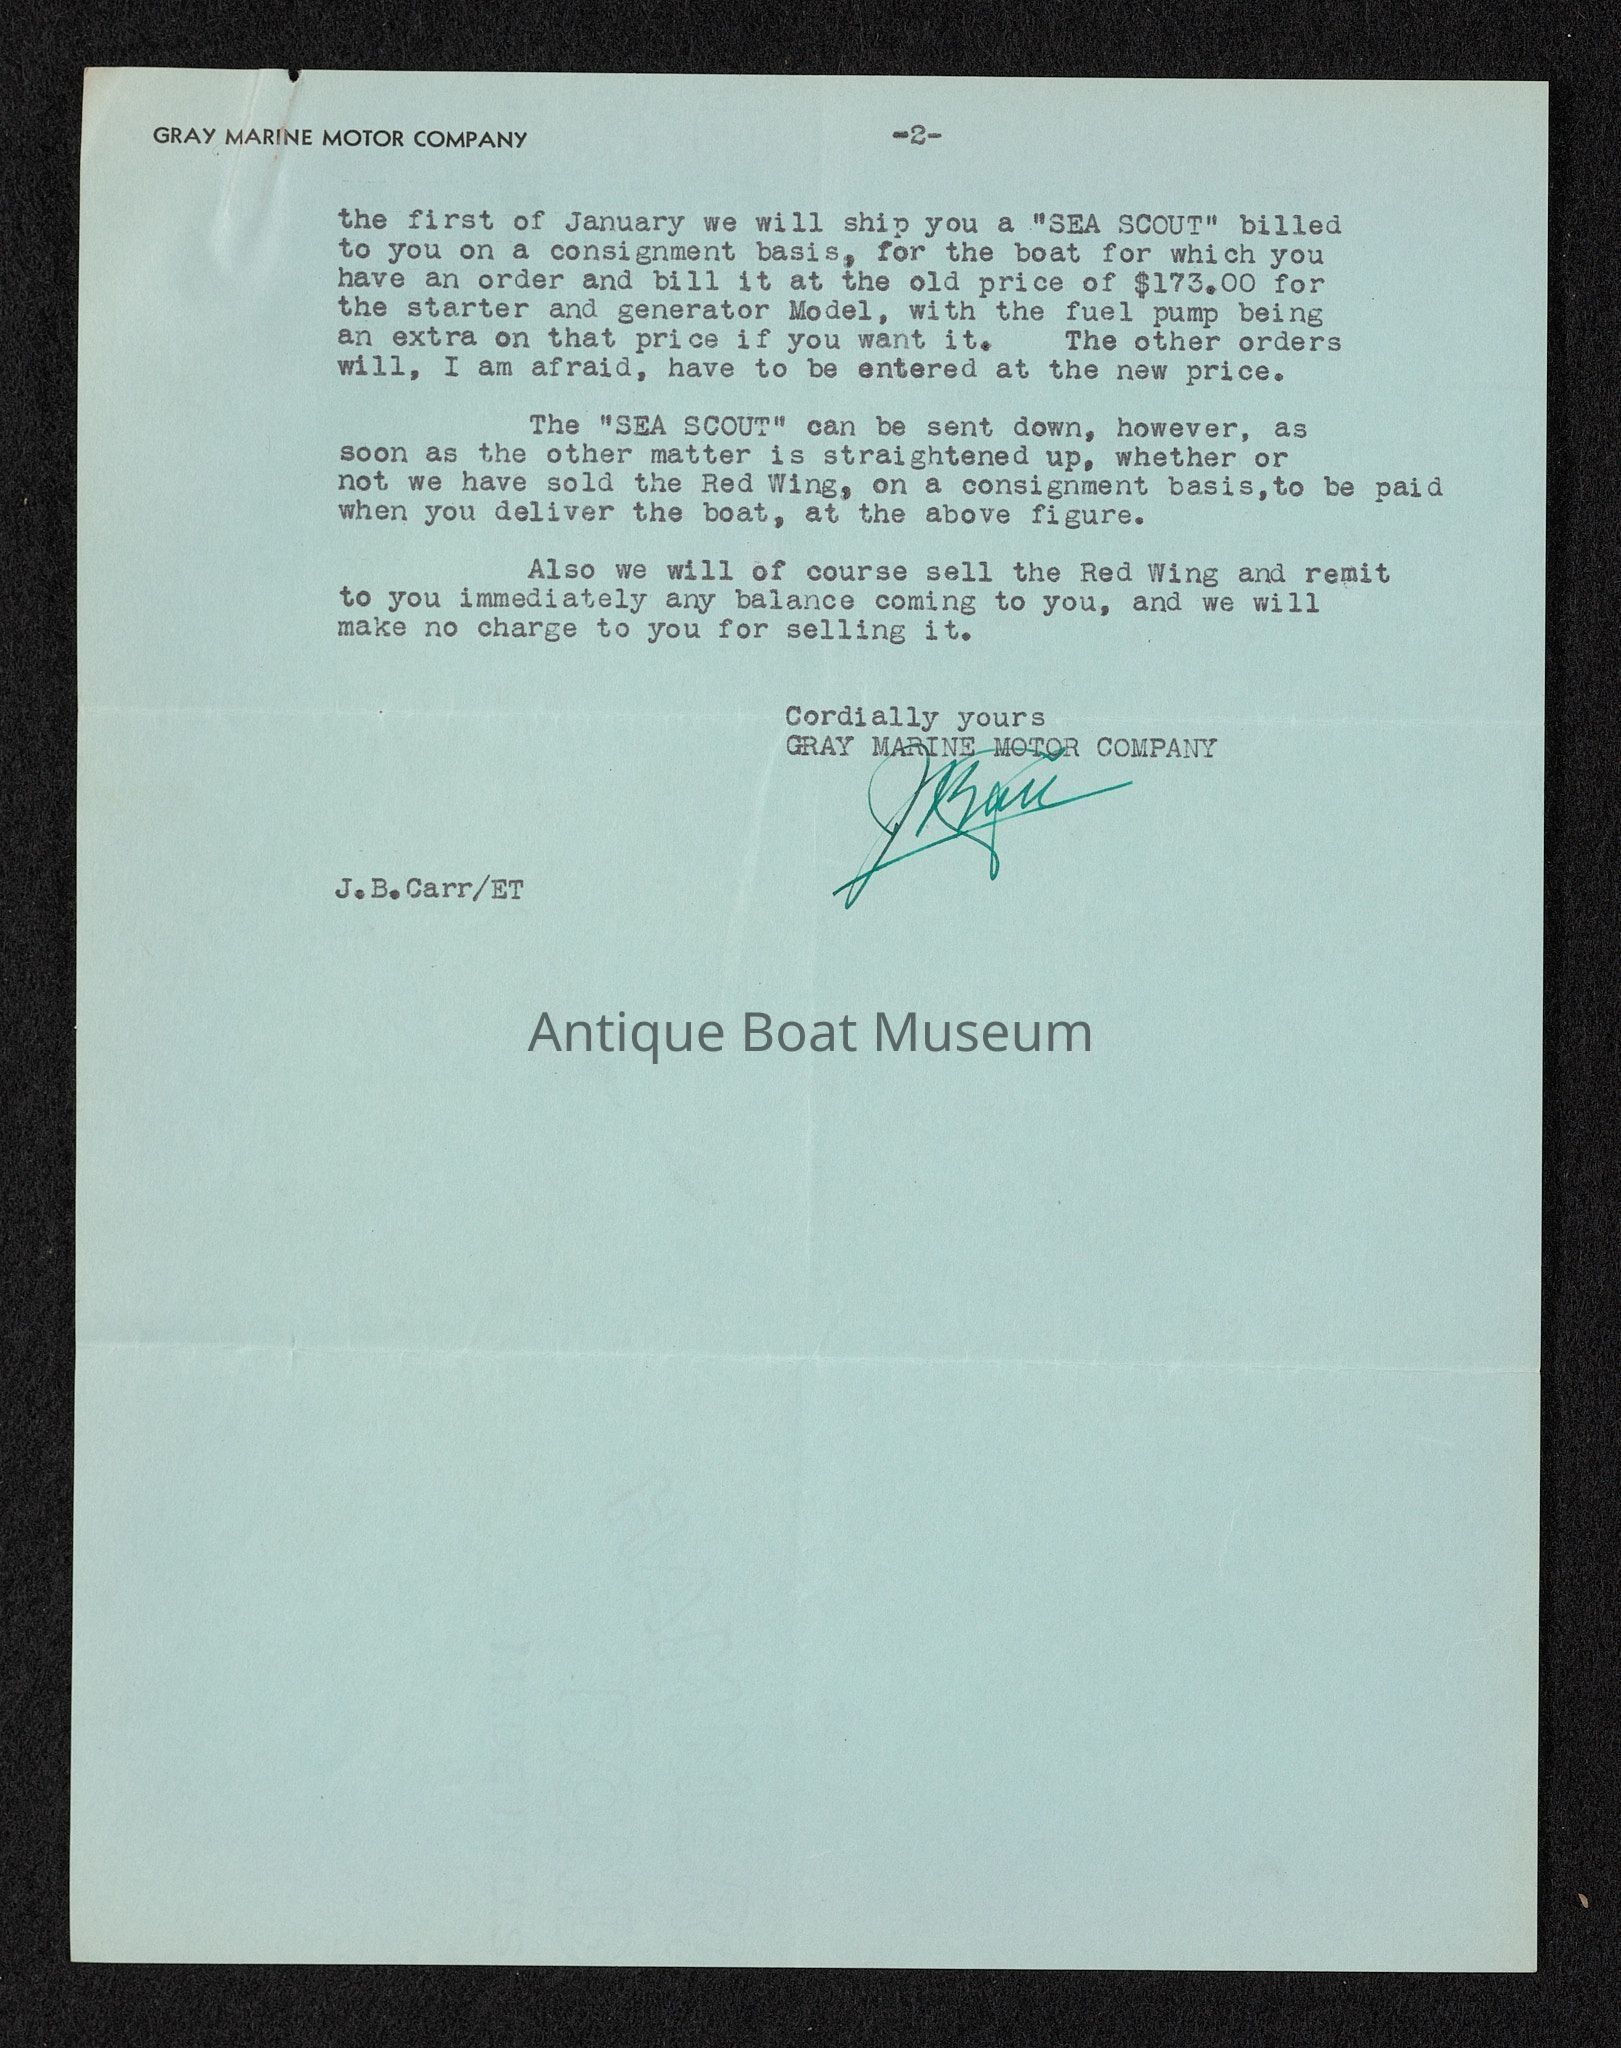 GRAY MARINE MOTOR COMPANY -2-
the first of January we will ship you a "SEA SCOUT" billed
to you on a consignment basis, for the boat for which you
have an order and bill it at the old price of $173.00 for
the starter and generator Model, with the fuel pump being
an extra on that price if you want it. The other orders
will, I am afraid, have to be entered at the new price.
The "SEA SCOUT" can be sent down, however, as
soon as the other matter is straightened up, whether or
not we have sold the Red Wing, on a consignment basis,to be paid
when you deliver the boat, at the above figure.
Also we will of course sell the Red Wing and remit
to you immediately any balance coming to you, and we will
make no charge to you for selling it.
Cordially yours
GRAY MARINE MOTOR COMPANY
J.B.Carr/ET
Antique Boat Museum